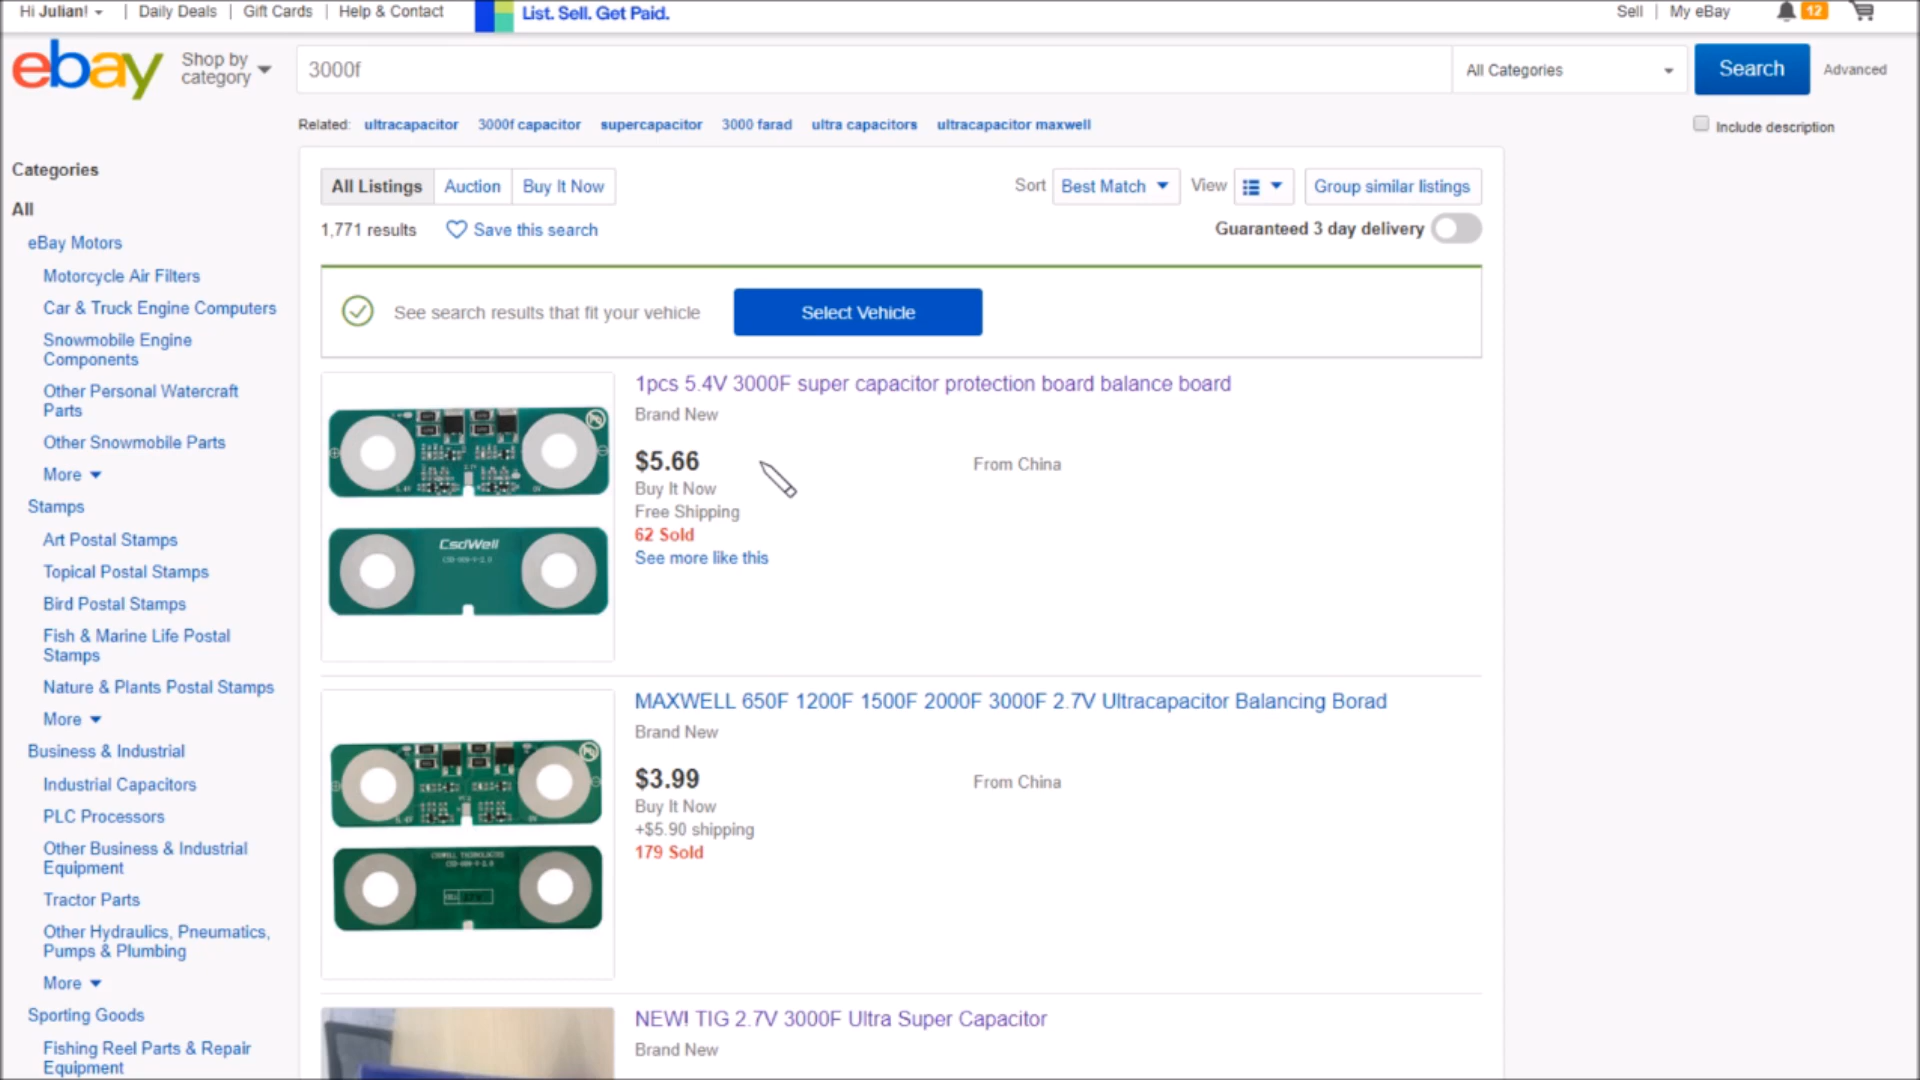 Hi Julian!
Daily Deals
Gift Cards
Help & Contact
List. Sell. Get Paid.
Sell
My eBay
12
ebay
Shop by
category
3000f
All Categories
Search
Advanced
Related:
ultracapacitor
3000f capacitor
supercapacitor
3000 farad
ultra capacitors
ultracapacitor maxwell
Include description
Categories
All
eBay Motors
Motorcycle Air Filters
Car & Truck Engine Computers
Snowmobile Engine
Components
Other Personal Watercraft
Parts
Other Snowmobile Parts
More
Stamps
Art Postal Stamps
Topical Postal Stamps
Bird Postal Stamps
Fish & Marine Life Postal
Stamps
Nature & Plants Postal Stamps
More
Business & Industrial
Industrial Capacitors
PLC Processors
Other Business & Industrial
Equipment
Tractor Parts
Other Hydraulics, Pneumatics,
Pumps & Plumbing
More
Sporting Goods
Fishing Reel Parts & Repair
Equipment
All Listings
Auction
Buy It Now
Sort
Best Match
View
Group similar listings
1,771 results
Save this search
Guaranteed 3 day delivery
See search results that fit your vehicle
Select Vehicle
CsdWell
1pcs 5.4V 3000F super capacitor protection board balance board
Brand New
$5.66
From China
Buy It Now
Free Shipping
62 Sold
See more like this
MAXWELL 650F 1200F 1500F 2000F 3000F 2.7V Ultracapacitor Balancing Borad
Brand New
$3.99
From China
Buy It Now
+$5.90 shipping
179 Sold
NEW! TIG 2.7V 3000F Ultra Super Capacitor
Brand New